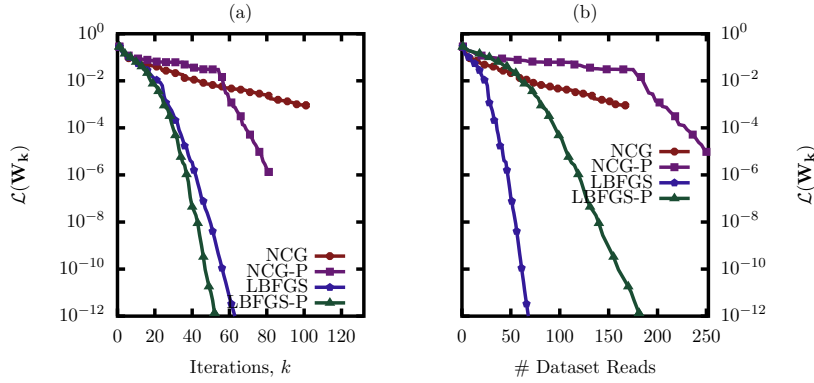 (a)
(b)
10^0
10^-2
10^-4
10^-6
10^-8
10^-10
10^-12
ℒ(W_k)
NCG
NCG-P
LBFGS
LBFGS-P
0 20 40 60 80 100 120
Iterations, k
NCG
NCG-P
LBFGS
LBFGS-P
0 50 100 150 200 250
# Dataset Reads
10^0
10^-2
10^-4
10^-6
10^-8
10^-10
10^-12
ℒ(W_k)